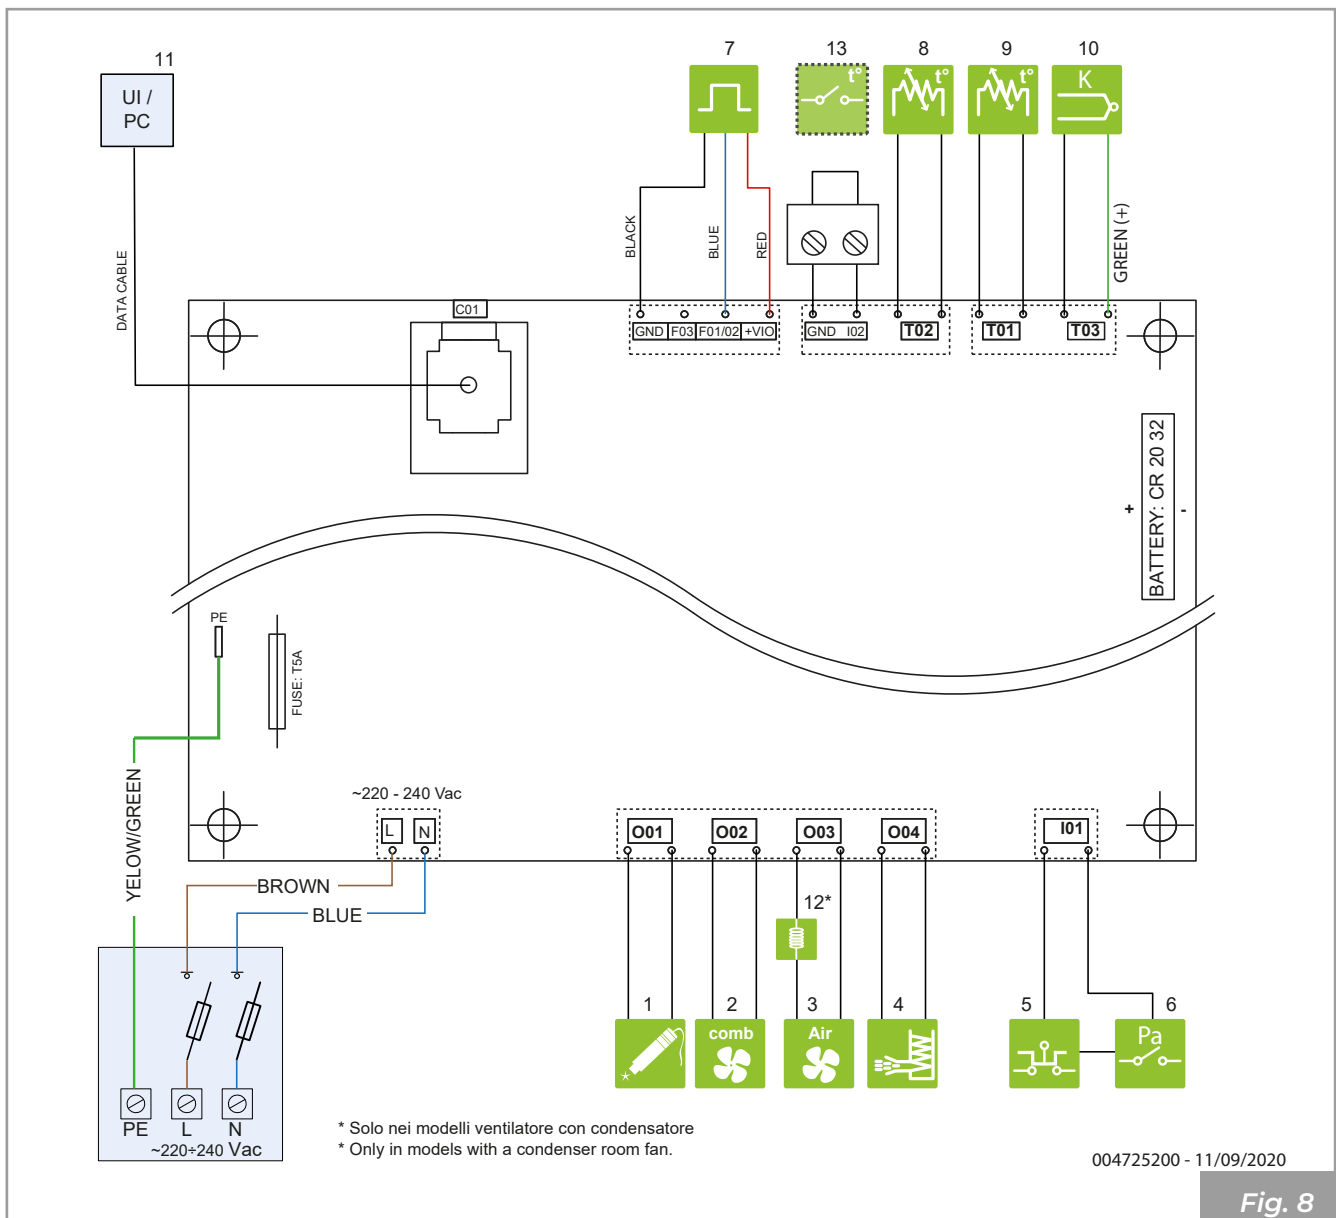 11
7
13
8
9
10
UI /
PC
t°
t°
t°
K
DATA CABLE
BLACK
BLUE
RED
GREEN (+)
C01
GND
F03
F01/02
+VIO
GND
I02
T02
T01
T03
BATTERY: CR 20 32
+
-
PE
FUSE: T5A
YELOW/GREEN
~220 - 240 Vac
L
N
O01
O02
O03
O04
I01
BROWN
BLUE
12*
1
2
3
4
5
6
comb
Air
Pa
PE
L
N
~220÷240 Vac
* Solo nei modelli ventilatore con condensatore
* Only in models with a condenser room fan.
004725200 - 11/09/2020
Fig. 8